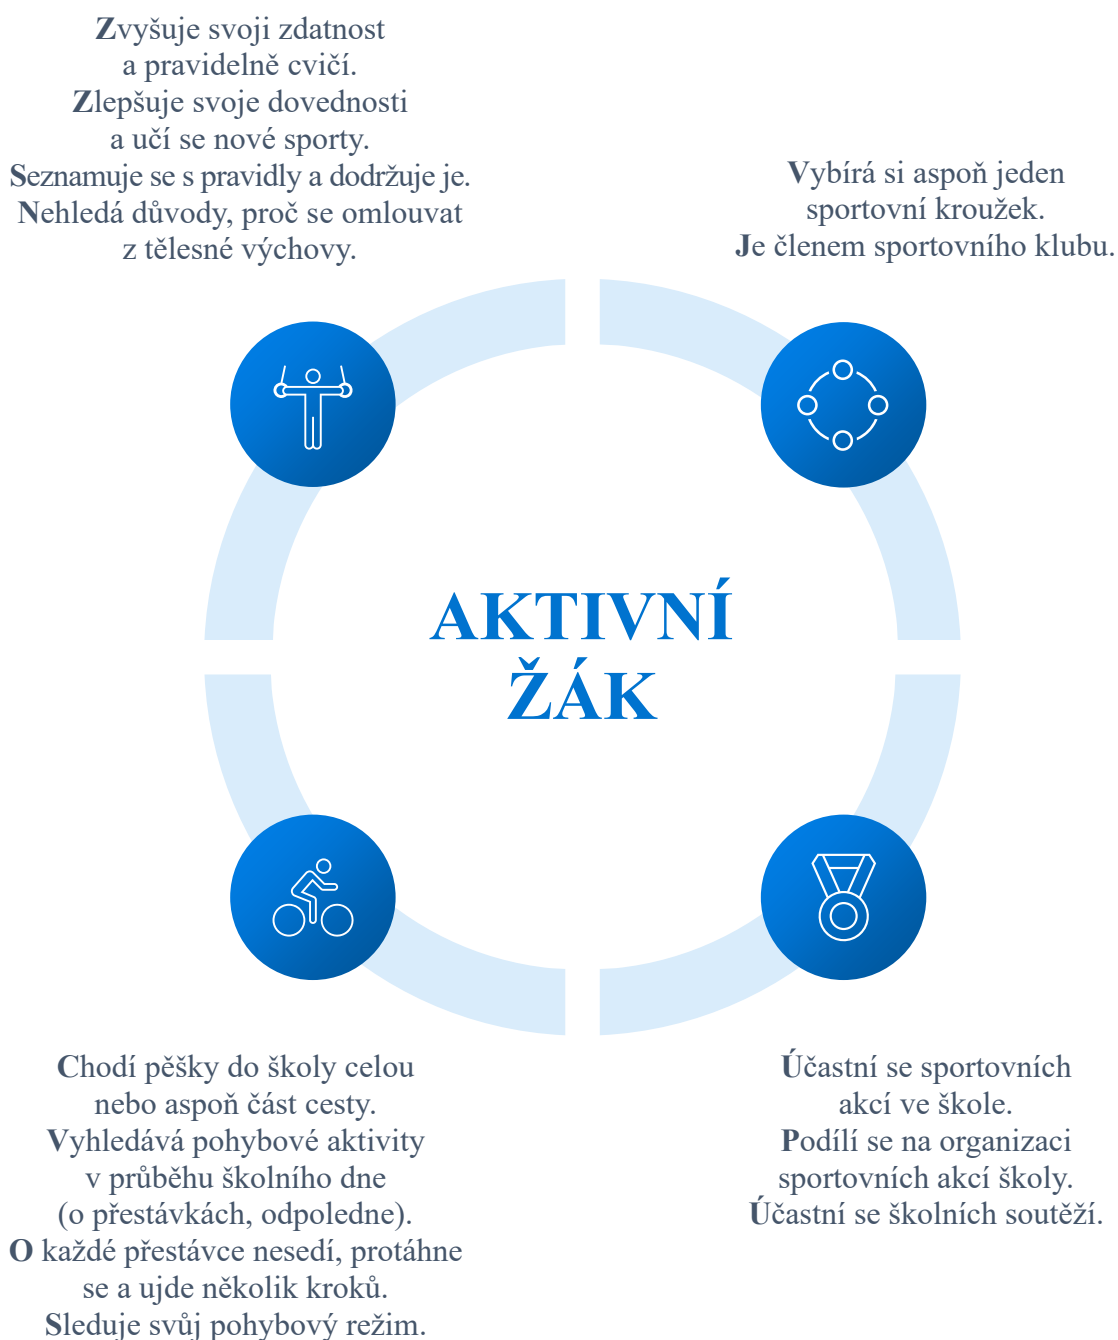 Zvyšuje svoji zdatnost
a pravidelně cvičí.
Zlepšuje svoje dovednosti
a učí se nové sporty.
Seznamuje se s pravidly a dodržuje je.
Nehledá důvody, proč se omlouvat
z tělesné výchovy.
Vybírá si aspoň jeden
sportovní kroužek.
Je členem sportovního klubu.
AKTIVNÍ
ŽÁK
Chodí pěšky do školy celou
nebo aspoň část cesty.
Vyhledává pohybové aktivity
v průběhu školního dne
(o přestávkách, odpoledne).
O každé přestávce nesedí, protáhne
se a ujde několik kroků.
Sleduje svůj pohybový režim.
Účastní se sportovních
akcí ve škole.
Podílí se na organizaci
sportovních akcí školy.
Účastní se školních soutěží.